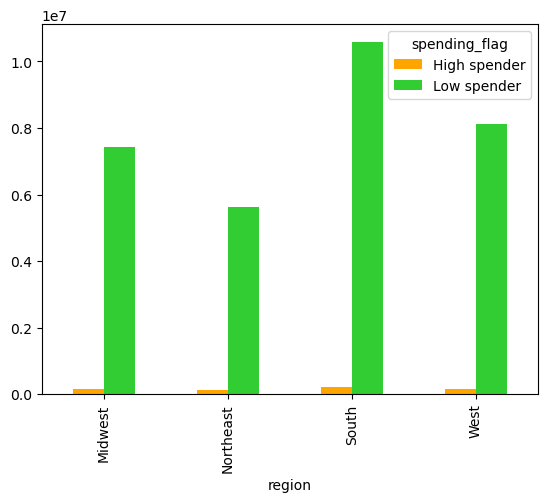 1e7
spending_flag
High spender
Low spender
1.0
0.8
0.6
0.4
0.2
0.0
Midwest
Northeast
South
West
region